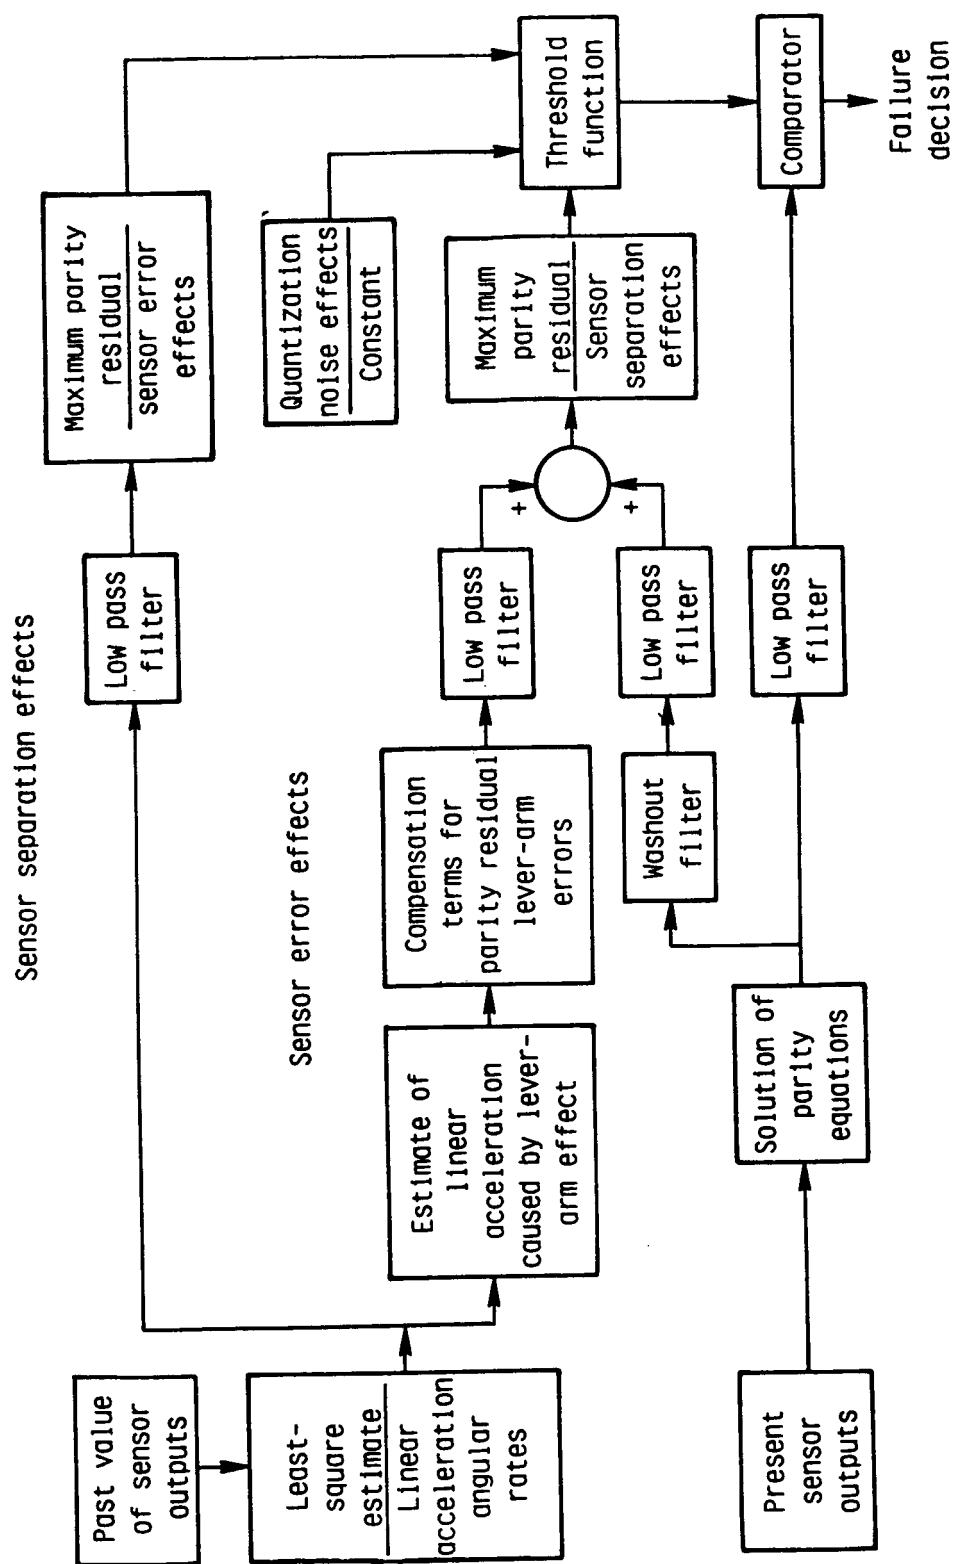 Sensor separation effects
Past value
of sensor
outputs
Least-
square
estimate
Linear
acceleration
angular
rates
Low pass
filter
Maximum parity
residual
sensor error
effects
Quantization
noise effects
Constant
Sensor error effects
Estimate of
linear
acceleration
caused by lever-
arm effect
Compensation
terms for
parity residual
lever-arm
errors
Low pass
filter
+
+
Maximum
parity
residual
Sensor
separation
effects
Threshold
function
Washout
filter
Low pass
filter
Present
sensor
outputs
Solution of
parity
equations
Low pass
filter
Comparator
Failure
decision